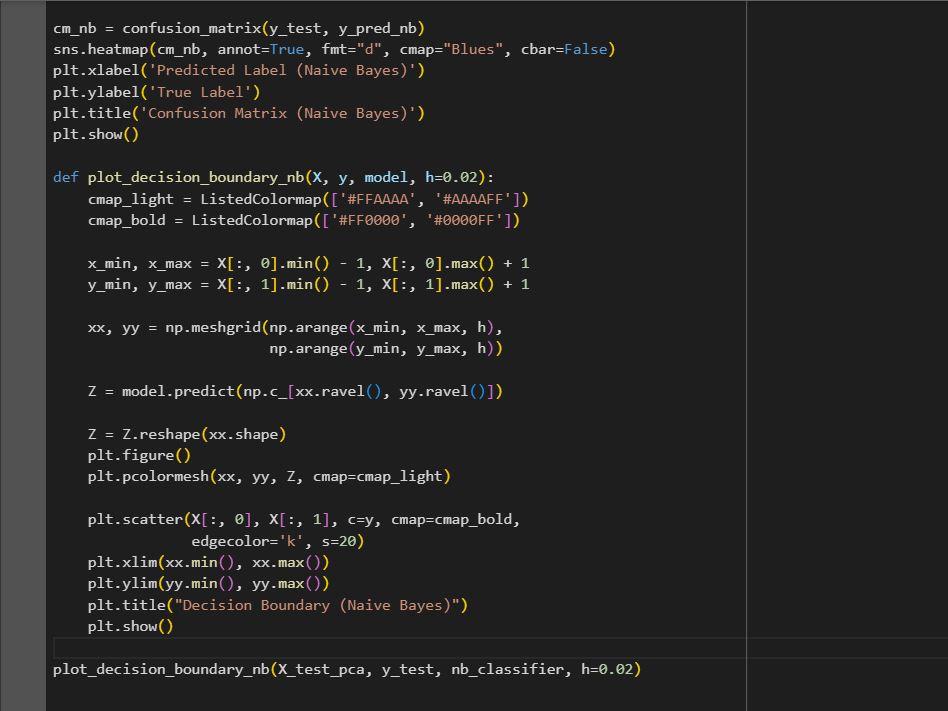 cm_nb = confusion_matrix(y_test, y_pred_nb)
sns.heatmap(cm_nb, annot=True, fmt="d", cmap="Blues", cbar=False)
plt.xlabel('Predicted Label (Naive Bayes)')
plt.ylabel('True Label')
plt.title('Confusion Matrix (Naive Bayes)')
plt.show()

def plot_decision_boundary_nb(X, y, model, h=0.02):
    cmap_light = ListedColormap(['#FFAAAA', '#AAAAFF'])
    cmap_bold = ListedColormap(['#FF0000', '#0000FF'])

    x_min, x_max = X[:, 0].min() - 1, X[:, 0].max() + 1
    y_min, y_max = X[:, 1].min() - 1, X[:, 1].max() + 1

    xx, yy = np.meshgrid(np.arange(x_min, x_max, h),
                         np.arange(y_min, y_max, h))

    Z = model.predict(np.c_[xx.ravel(), yy.ravel()])

    Z = Z.reshape(xx.shape)
    plt.figure()
    plt.pcolormesh(xx, yy, Z, cmap=cmap_light)

    plt.scatter(X[:, 0], X[:, 1], c=y, cmap=cmap_bold,
                edgecolor='k', s=20)
    plt.xlim(xx.min(), xx.max())
    plt.ylim(yy.min(), yy.max())
    plt.title("Decision Boundary (Naive Bayes)")
    plt.show()

plot_decision_boundary_nb(X_test_pca, y_test, nb_classifier, h=0.02)